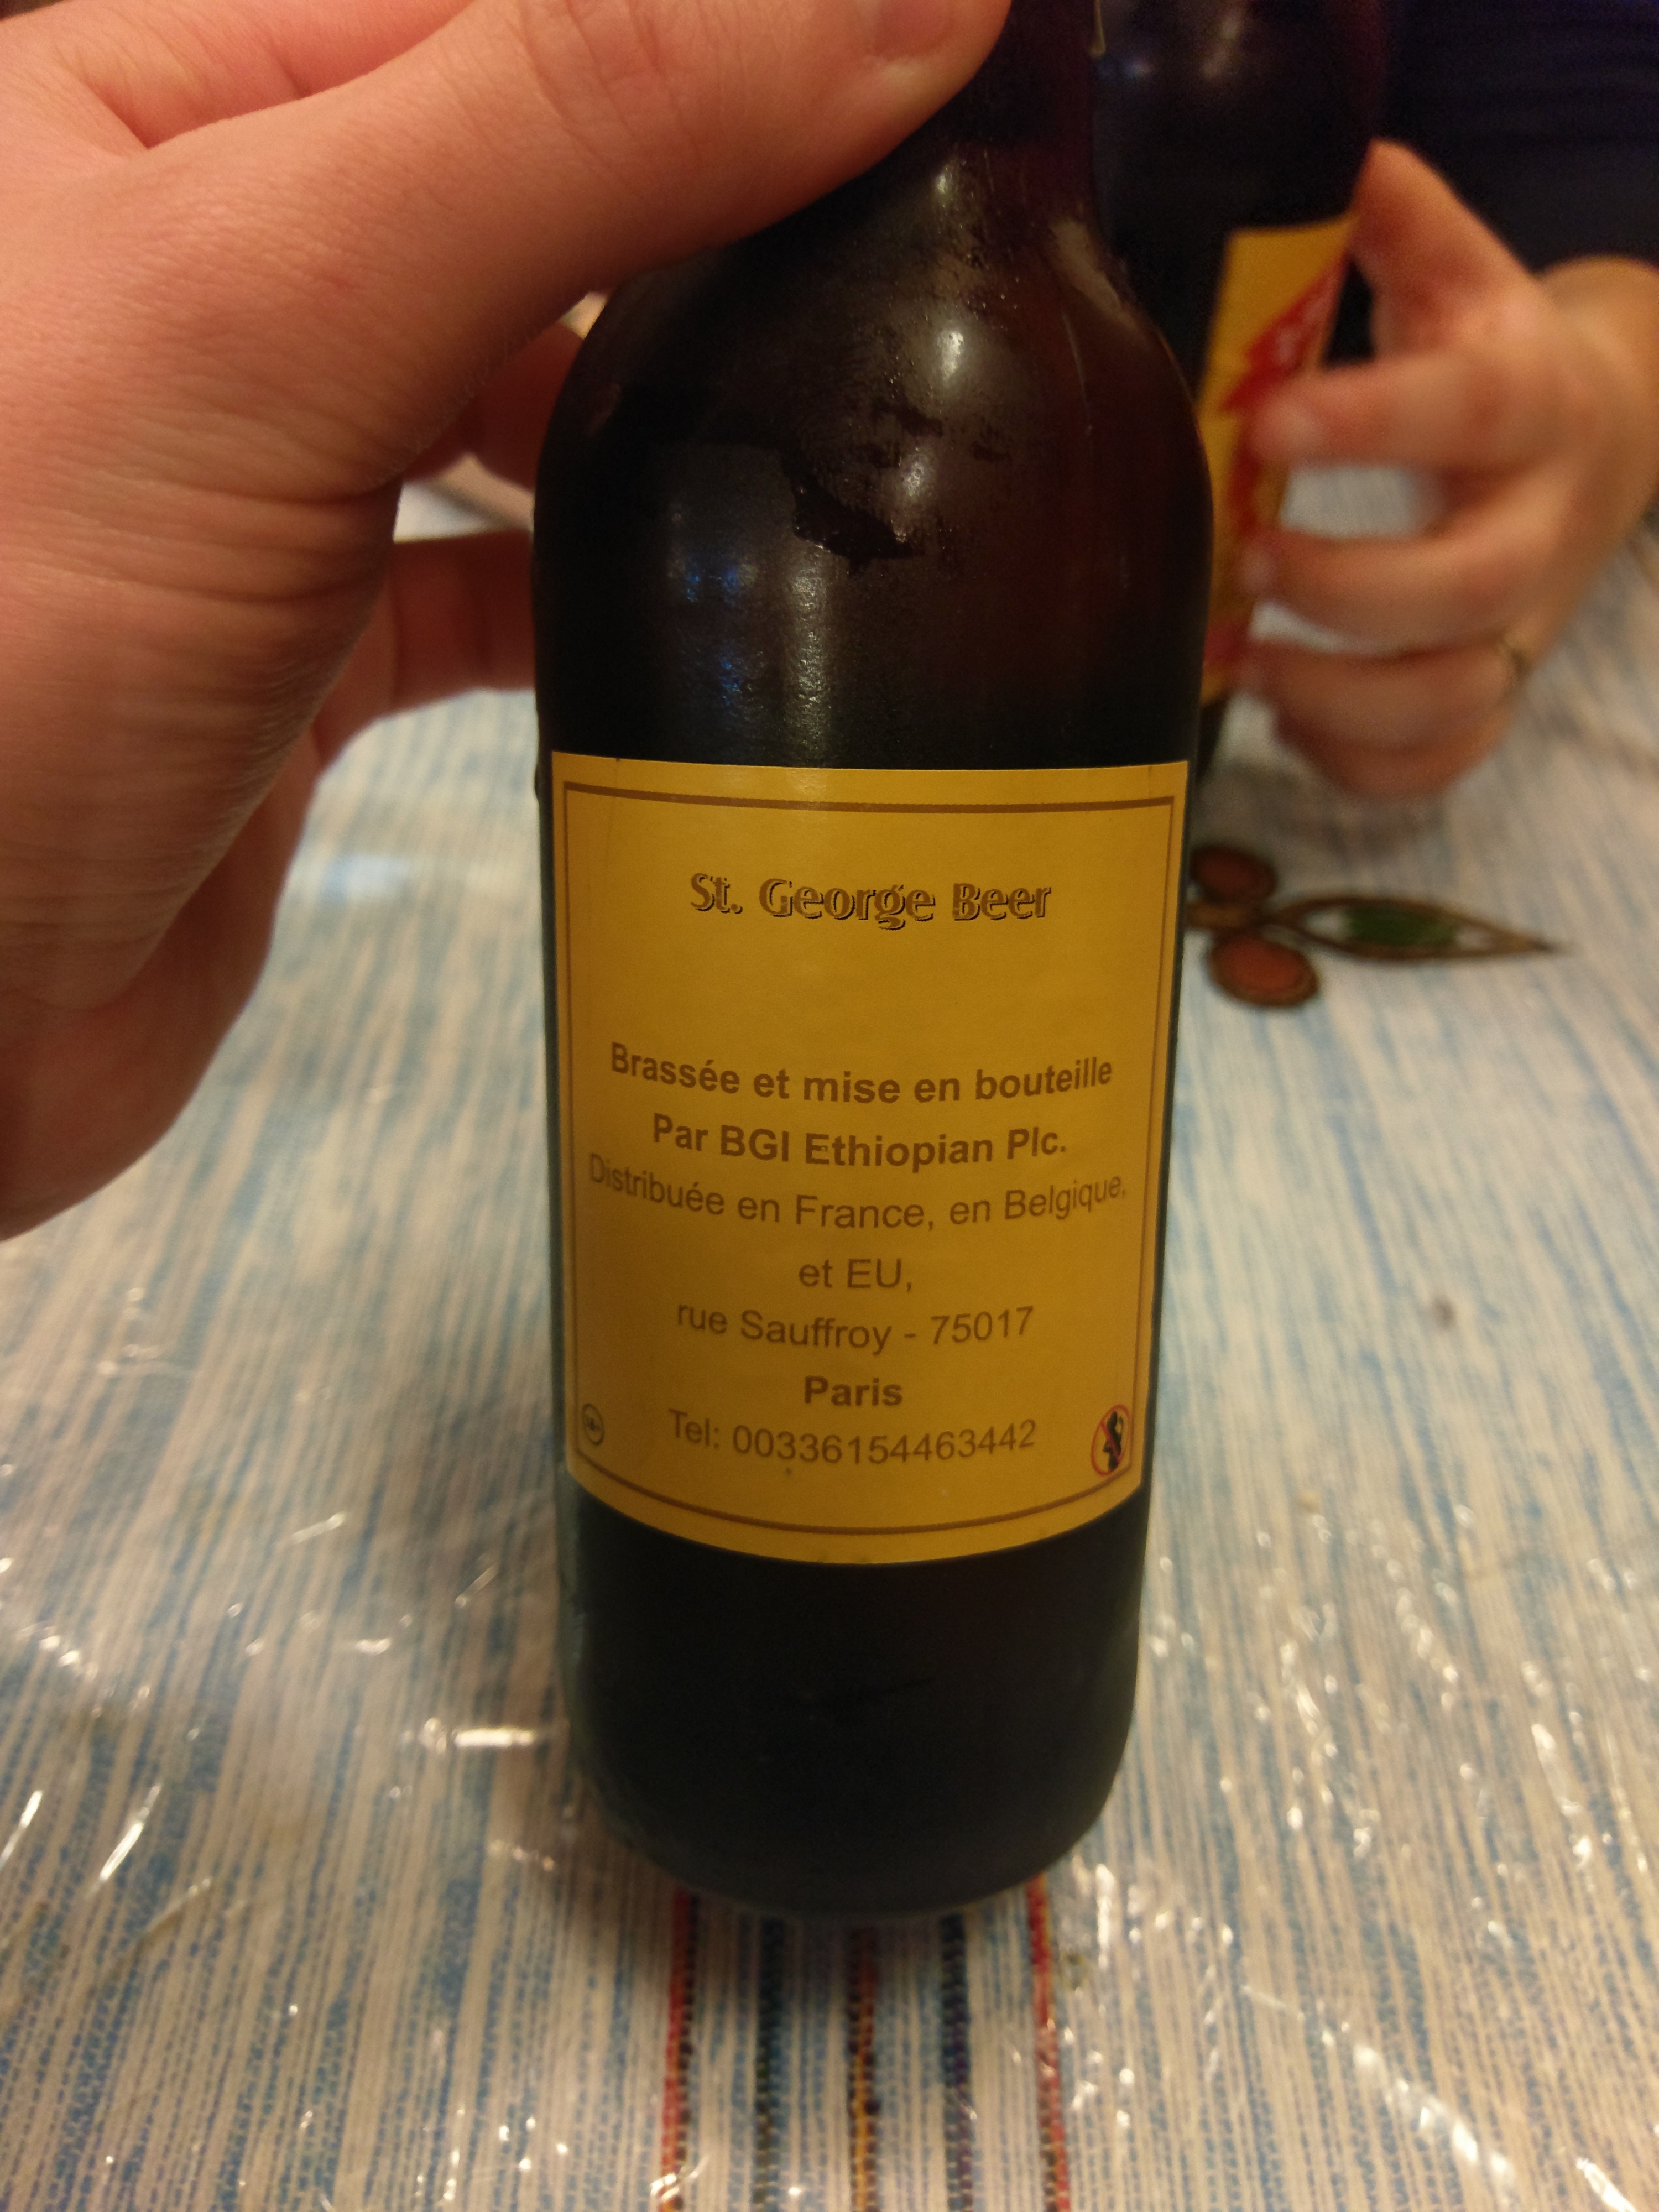 St. George Beer
Brassée et mise en bouteille
Par BGI Ethiopian Plc.
Distribuée en France, en Belgique,
et EU,
rue Sauffroy - 75017
Paris
Tel: 00336154463442